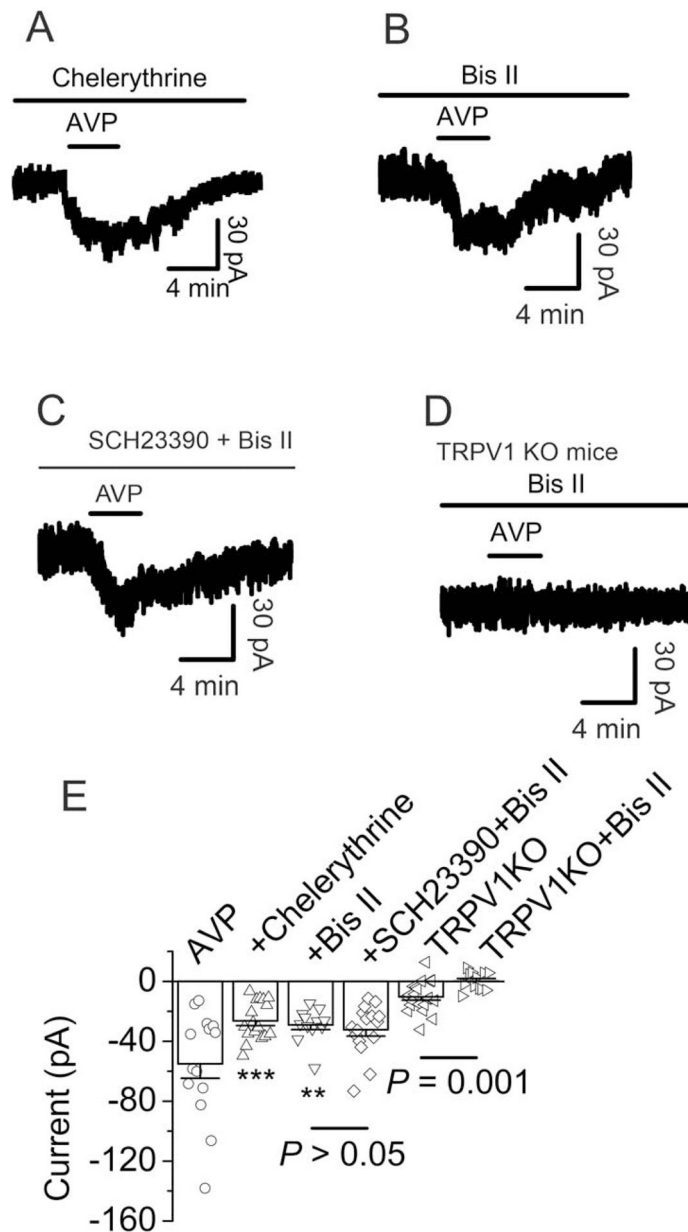 A
Chelerythrine
AVP
30 pA
4 min
B
Bis II
AVP
30 pA
4 min
C
SCH23390 + Bis II
AVP
30 pA
4 min
D
TRPV1 KO mice
Bis II
AVP
30 pA
4 min
E
AVP
+Chelerythrine
+Bis II
+SCH23390+Bis II
TRPV1KO
TRPV1KO+Bis II
Current (pA)
0
-40
-80
-120
-160
***
**
P > 0.05
P = 0.001